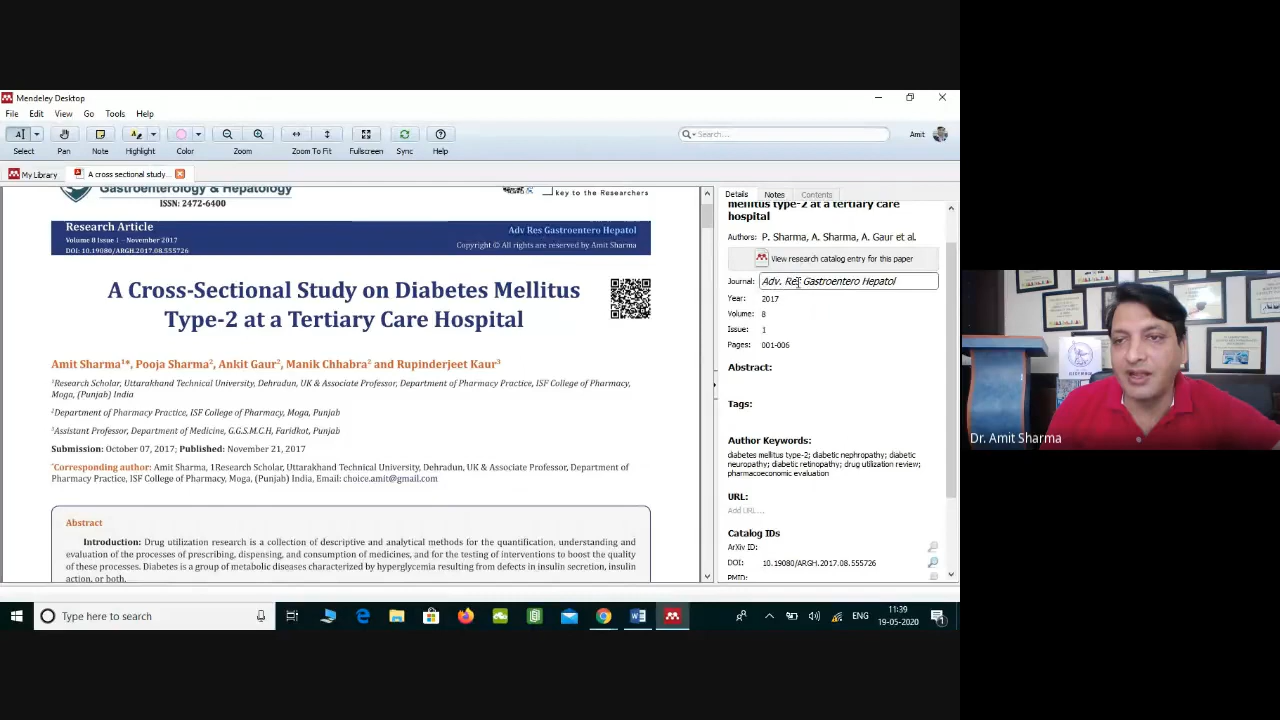 Mendeley Desktop
File Edit View Go Tools Help
Search... Amit
Select Pan Note Highlight Color Zoom Zoom To Fit Fullscreen Sync Help
My Library A cross sectional study...
Gastroenterology & Hepatology
ISSN: 2472-6400
key to the Researchers
Research Article
Volume 8 Issue 1 - November 2017
DOI: 10.19080/ARGH.2017.08.555726
Adv Res Gastroentero Hepatol
Copyright © All rights are reserved by Amit Sharma
A Cross-Sectional Study on Diabetes Mellitus
Type-2 at a Tertiary Care Hospital
Amit Sharma¹*, Pooja Sharma², Ankit Gaur², Manik Chhabra² and Rupinderjeet Kaur³
¹Research Scholar, Uttarakhand Technical University, Dehradun, UK & Associate Professor, Department of Pharmacy Practice, ISF College of Pharmacy,
Moga, (Punjab) India
²Department of Pharmacy Practice, ISF College of Pharmacy, Moga, Punjab
³Assistant Professor, Department of Medicine, G.G.S.M.C.H, Faridkot, Punjab
Submission: October 07, 2017; Published: November 21, 2017
*Corresponding author: Amit Sharma, 1Research Scholar, Uttarakhand Technical University, Dehradun, UK & Associate Professor, Department of
Pharmacy Practice, ISF College of Pharmacy, Moga, (Punjab) India, Email: choice.amit@gmail.com
Abstract
Introduction: Drug utilization research is a collection of descriptive and analytical methods for the quantification, understanding and
evaluation of the processes of prescribing, dispensing, and consumption of medicines, and for the testing of interventions to boost the quality
of these processes. Diabetes is a group of metabolic diseases characterized by hyperglycemia resulting from defects in insulin secretion, insulin
action, or both.
Details Notes Contents
mellitus type-2 at a tertiary care
hospital
Authors: P. Sharma, A. Sharma, A. Gaur et al.
View research catalog entry for this paper
Journal: Adv. Res Gastroentero Hepatol
Year: 2017
Volume: 8
Issue: 1
Pages: 001-006
Abstract:
Tags:
Author Keywords:
diabetes mellitus type-2; diabetic nephropathy; diabetic
neuropathy; diabetic retinopathy; drug utilization review;
pharmacoeconomic evaluation
URL:
Add URL...
Catalog IDs
ArXiv ID:
DOI: 10.19080/ARGH.2017.08.555726
PMID:
Dr. Amit Sharma
Type here to search
ENG
11:39
19-05-2020
1